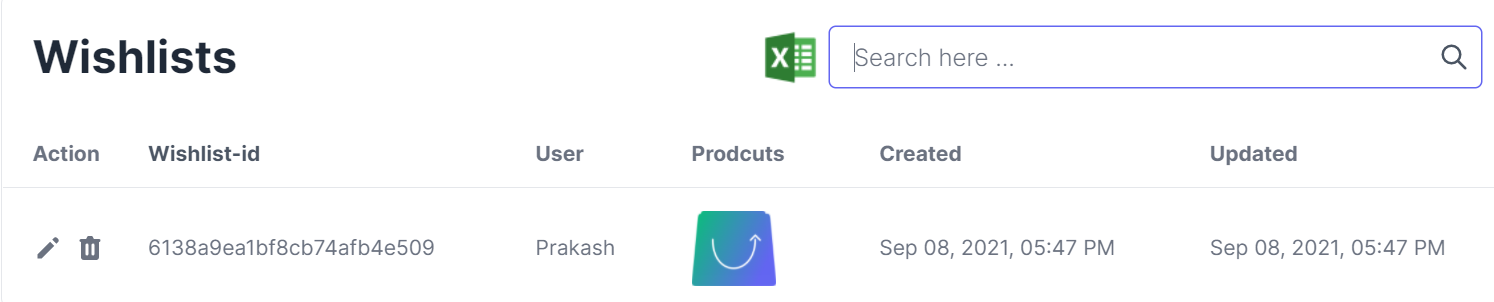 Wishlists
X
Search here ...
Action Wishlist-id User Prodcuts Created Updated
6138a9ea1bf8cb74afb4e509 Prakash Sep 08, 2021, 05:47 PM Sep 08, 2021, 05:47 PM